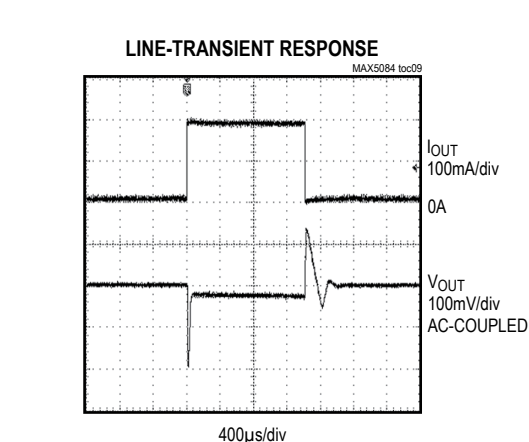 LINE-TRANSIENT RESPONSE
MAX5084 toc09
IOUT
100mA/div
0A
VOUT
100mV/div
AC-COUPLED
400µs/div